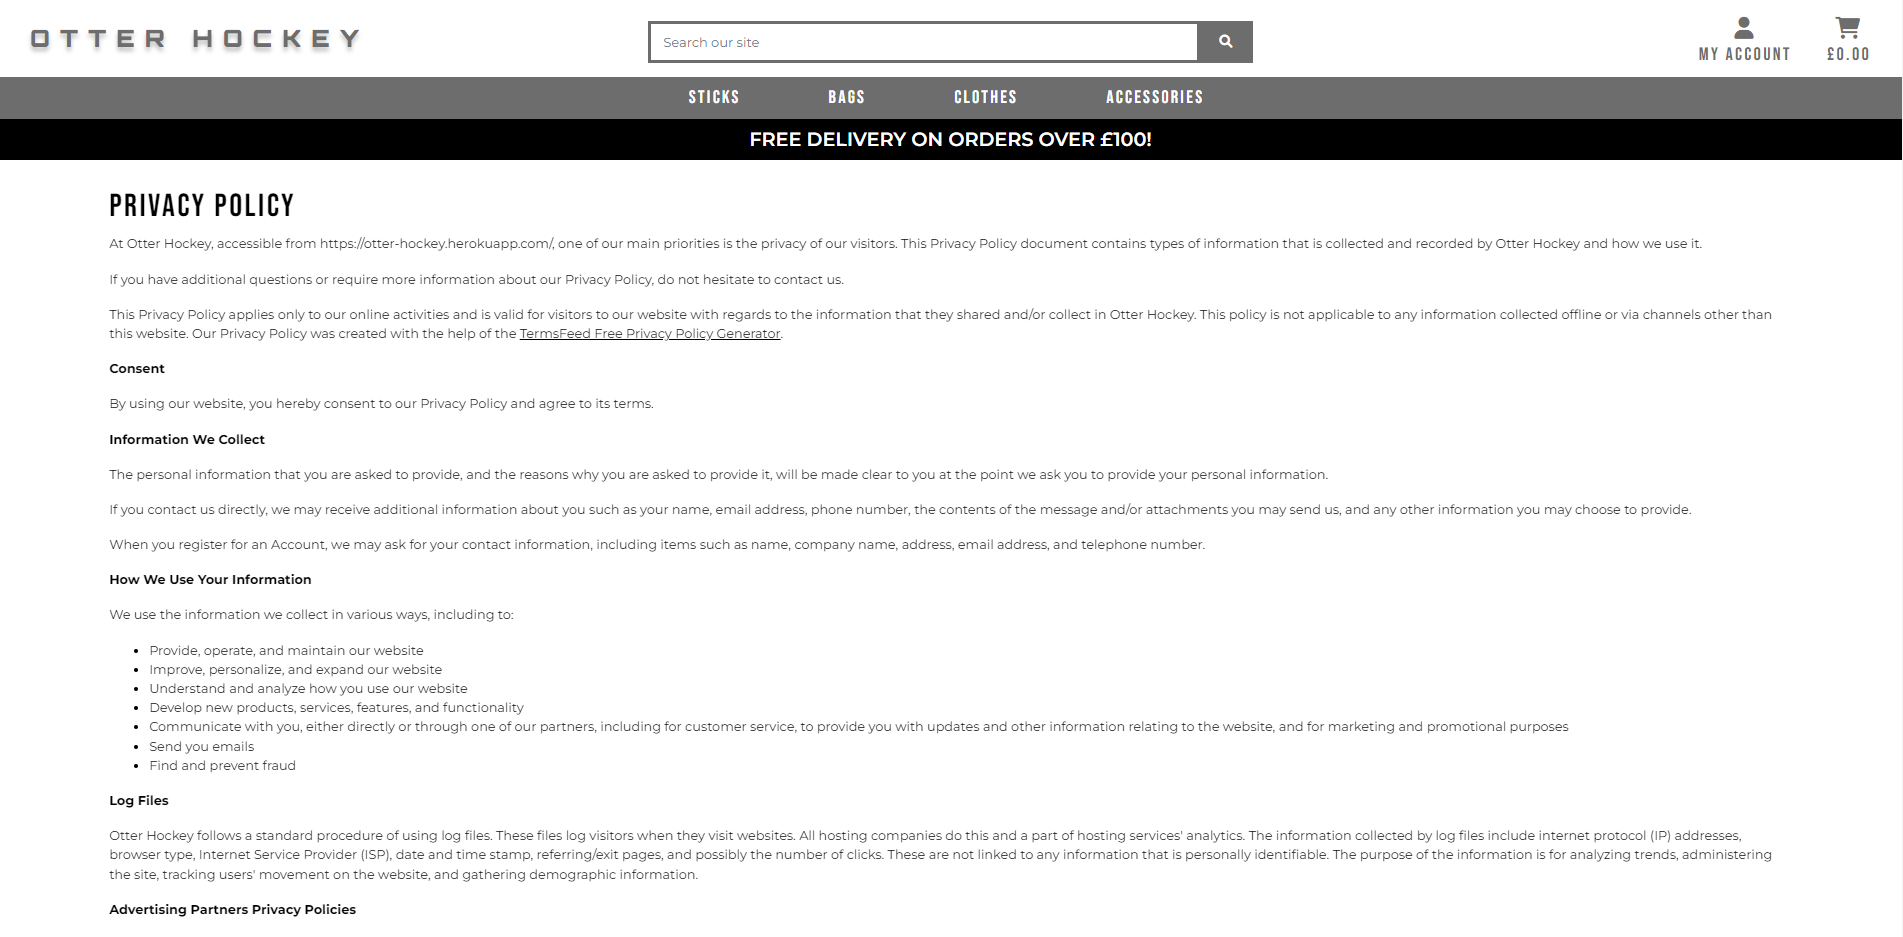 OTTER HOCKEY
Search our site
MY ACCOUNT
£0.00
STICKS BAGS CLOTHES ACCESSORIES
FREE DELIVERY ON ORDERS OVER £100!
PRIVACY POLICY
At Otter Hockey, accessible from https://otter-hockey.herokuapp.com/, one of our main priorities is the privacy of our visitors. This Privacy Policy document contains types of information that is collected and recorded by Otter Hockey and how we use it.
If you have additional questions or require more information about our Privacy Policy, do not hesitate to contact us.
This Privacy Policy applies only to our online activities and is valid for visitors to our website with regards to the information that they shared and/or collect in Otter Hockey. This policy is not applicable to any information collected offline or via channels other than
this website. Our Privacy Policy was created with the help of the TermsFeed Free Privacy Policy Generator.
Consent
By using our website, you hereby consent to our Privacy Policy and agree to its terms.
Information We Collect
The personal information that you are asked to provide, and the reasons why you are asked to provide it, will be made clear to you at the point we ask you to provide your personal information.
If you contact us directly, we may receive additional information about you such as your name, email address, phone number, the contents of the message and/or attachments you may send us, and any other information you may choose to provide.
When you register for an Account, we may ask for your contact information, including items such as name, company name, address, email address, and telephone number.
How We Use Your Information
We use the information we collect in various ways, including to:
• Provide, operate, and maintain our website
• Improve, personalize, and expand our website
• Understand and analyze how you use our website
• Develop new products, services, features, and functionality
• Communicate with you, either directly or through one of our partners, including for customer service, to provide you with updates and other information relating to the website, and for marketing and promotional purposes
• Send you emails
• Find and prevent fraud
Log Files
Otter Hockey follows a standard procedure of using log files. These files log visitors when they visit websites. All hosting companies do this and a part of hosting services' analytics. The information collected by log files include internet protocol (IP) addresses,
browser type, Internet Service Provider (ISP), date and time stamp, referring/exit pages, and possibly the number of clicks. These are not linked to any information that is personally identifiable. The purpose of the information is for analyzing trends, administering
the site, tracking users' movement on the website, and gathering demographic information.
Advertising Partners Privacy Policies